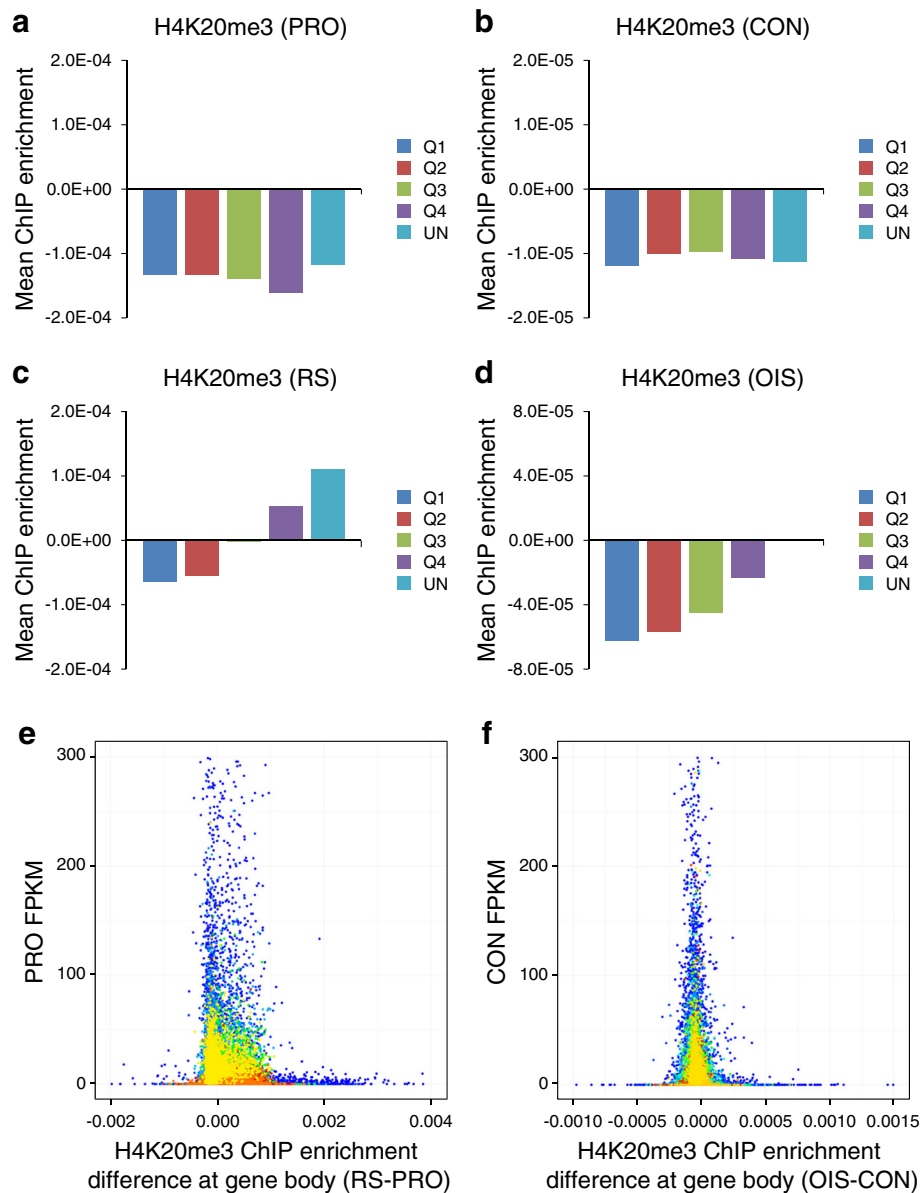 a
H4K20me3 (PRO)
Mean ChIP enrichment
2.0E-04
1.0E-04
0.0E+00
-1.0E-04
-2.0E-04
Q1
Q2
Q3
Q4
UN
b
H4K20me3 (CON)
Mean ChIP enrichment
2.0E-05
1.0E-05
0.0E+00
-1.0E-05
-2.0E-05
Q1
Q2
Q3
Q4
UN
c
H4K20me3 (RS)
Mean ChIP enrichment
2.0E-04
1.0E-04
0.0E+00
-1.0E-04
-2.0E-04
Q1
Q2
Q3
Q4
UN
d
H4K20me3 (OIS)
Mean ChIP enrichment
8.0E-05
4.0E-05
0.0E+00
-4.0E-05
-8.0E-05
Q1
Q2
Q3
Q4
UN
e
PRO FPKM
300
200
100
0
-0.002
0.000
0.002
0.004
H4K20me3 ChIP enrichment
difference at gene body (RS-PRO)
f
CON FPKM
300
200
100
0
-0.0010
-0.0005
0.0000
0.0005
0.0010
0.0015
H4K20me3 ChIP enrichment
difference at gene body (OIS-CON)